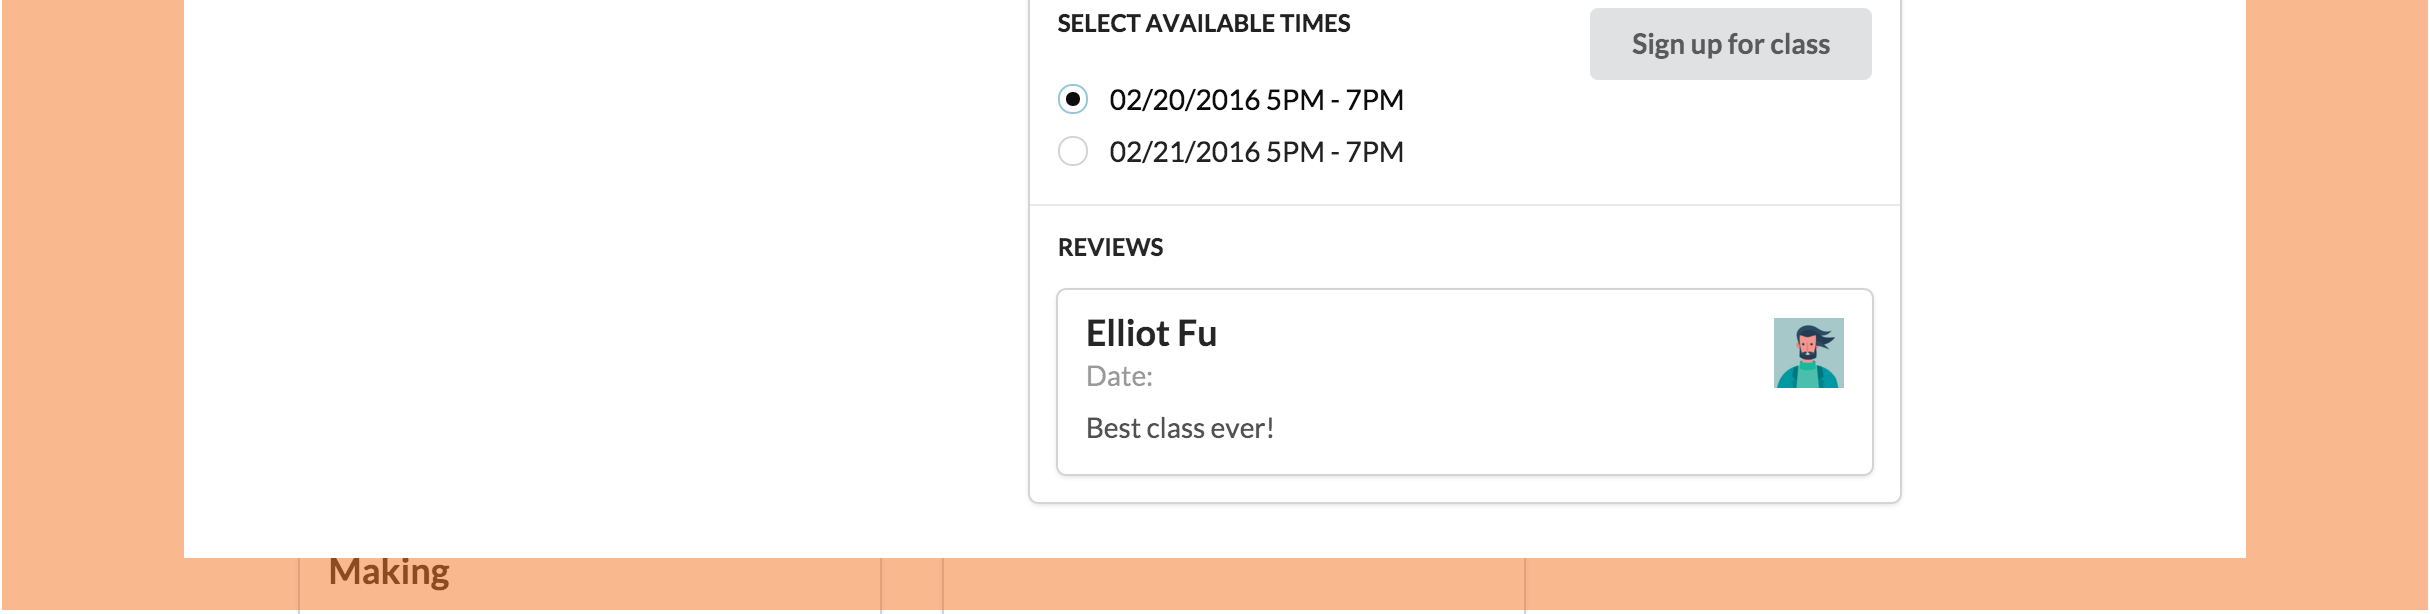 SELECT AVAILABLE TIMES
Sign up for class
02/20/2016 5PM - 7PM
02/21/2016 5PM - 7PM
REVIEWS
Elliot Fu
Date:
Best class ever!
Making